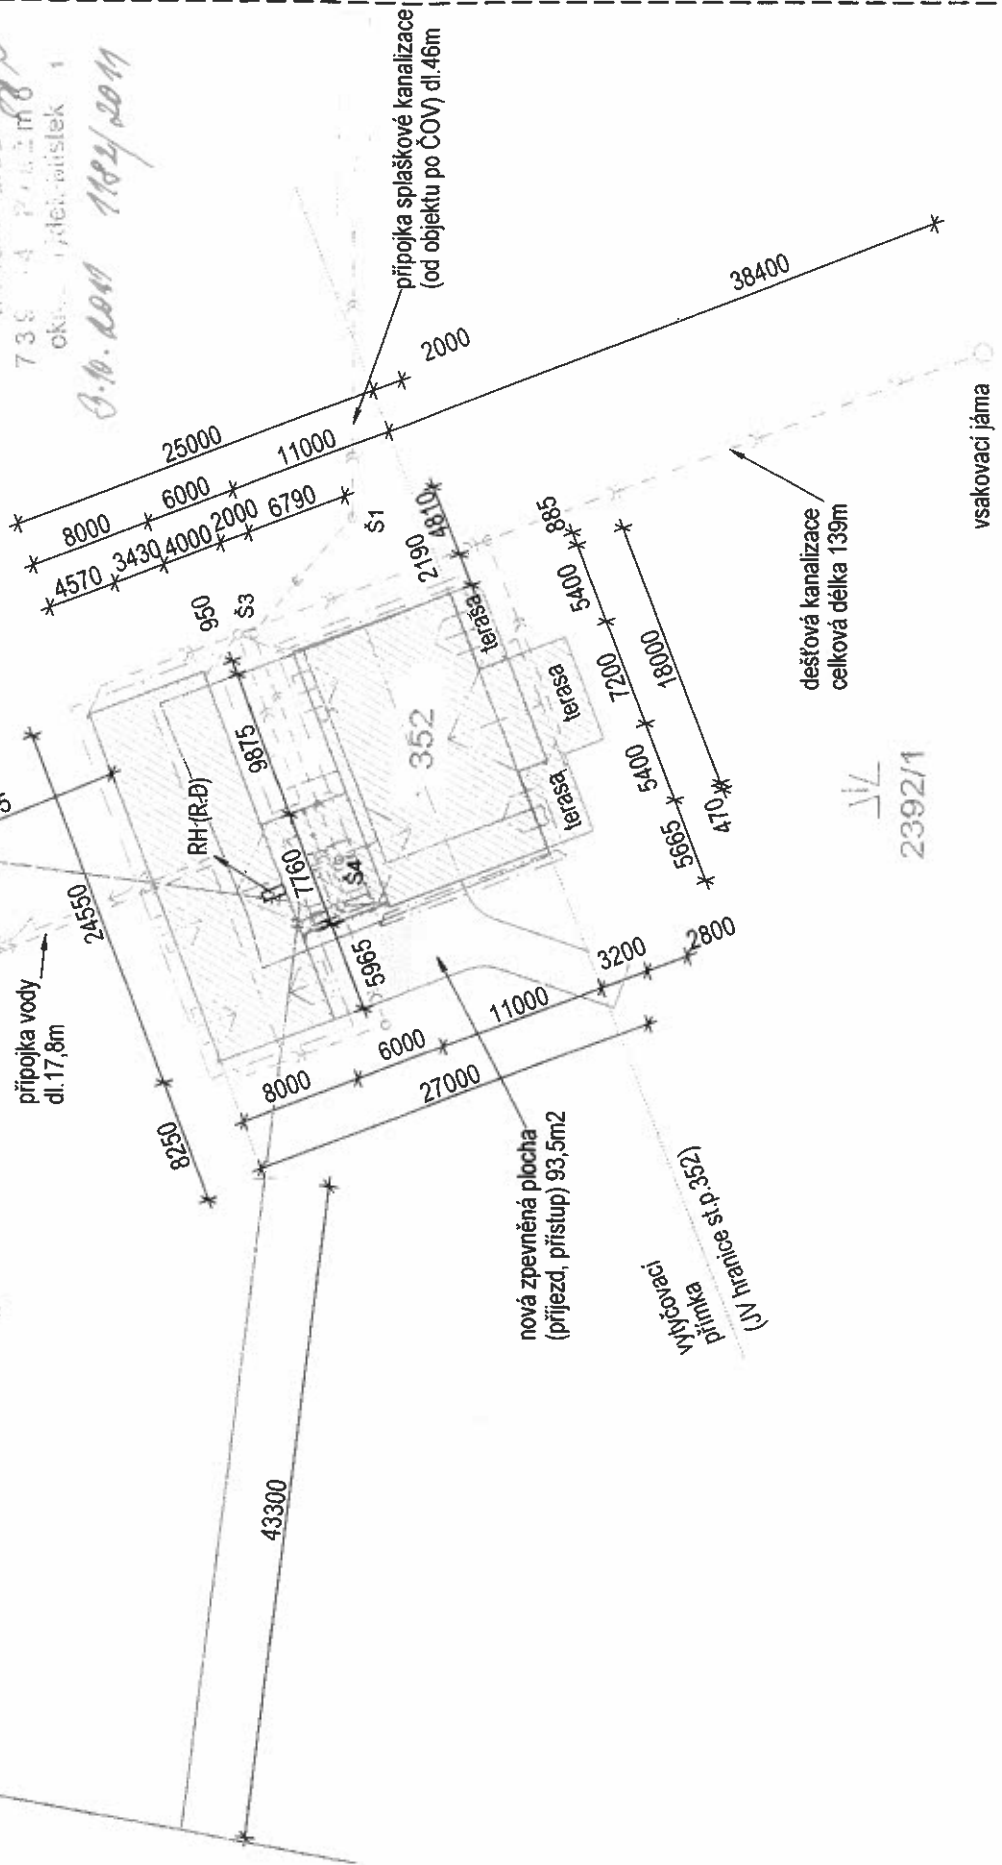 1182/2011
přípojka splaškové kanalizace
(od objektu po ČOV) dl.46m
38400
2000
25000
8000
6000
11000
4570
3430
4000
2000
6790
Š1
950
Š3
2190
4810
885
5400
7200
5400
5665
18000
470
terasa
terasa
terasa
352
9875
7760
5965
Š4
RH (R.D)
24550
8250
přípojka vody
dl.17,8m
8000
6000
11000
3200
2800
27000
43300
nová zpevněná plocha
(příjezd, přístup) 93,5m2
vytyčovací
přímka
(JV hranice st.p.352)
dešťová kanalizace
celková délka 139m
vsakovací jáma
2392/1